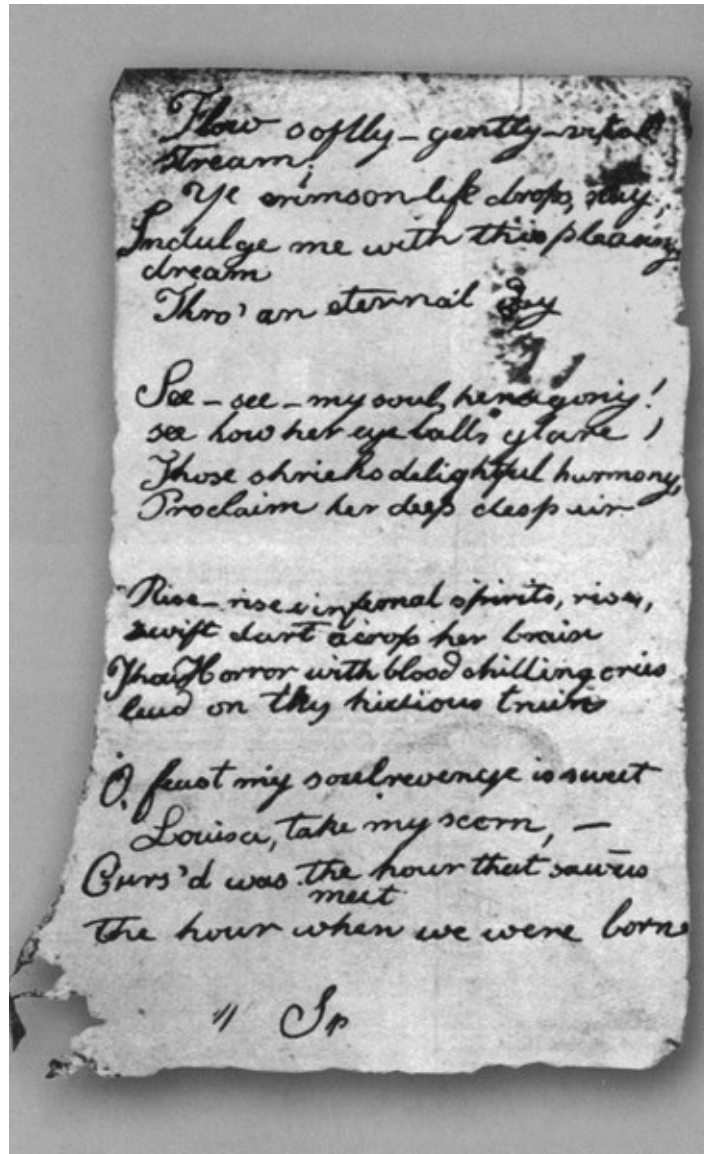 Flow softly – gently – vital
stream;
Ye crimson life drops, stay,
Indulge me with this pleasing
dream
Thro' an eternal Day
See – see – my soul, her agony!
see how her eye balls glare!
Those shrieks delightful harmony,
Proclaim her deep despair
Rise – rise infernal spirits, rise,
swift dart across her brain
Thou Horror with blood chilling cries
lead on thy hideous train
O, feast my soul revenge is sweet
Louisa, take my scorn, –
Curs'd was the hour that saw us
meet
The hour when we were born